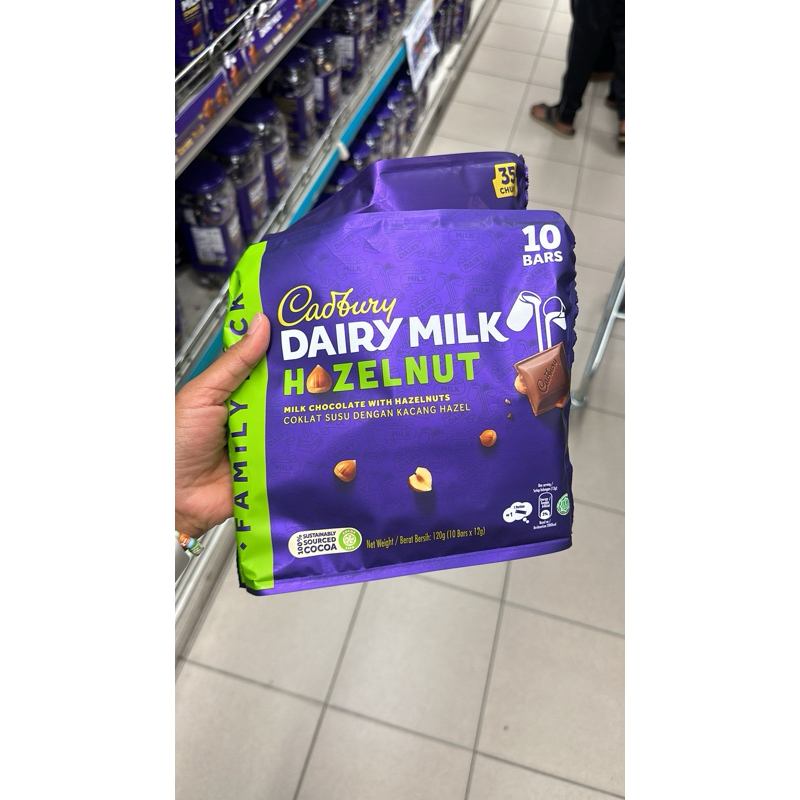 35
10
BARS
Cadbury
DAIRY MILK
HAZELNUT
MILK CHOCOLATE WITH HAZELNUTS
COKLAT SUSU DENGAN KACANG HAZEL
FAMILY
100%
SUSTAINABLY
SOURCED
COCOA
Net Weight / Berat Bersih: 120g (10 Bars x 12g)
Cadbury